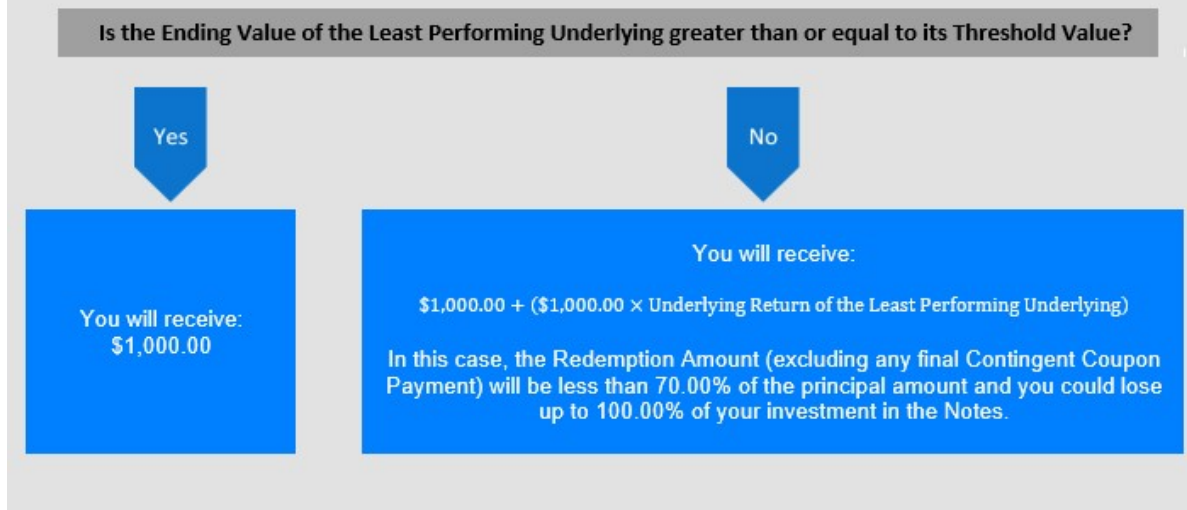 Is the Ending Value of the Least Performing Underlying greater than or equal to its Threshold Value?
Yes
No
You will receive:
$1,000.00
You will receive:
$1,000.00 + ($1,000.00 × Underlying Return of the Least Performing Underlying)
In this case, the Redemption Amount (excluding any final Contingent Coupon
Payment) will be less than 70.00% of the principal amount and you could lose
up to 100.00% of your investment in the Notes.